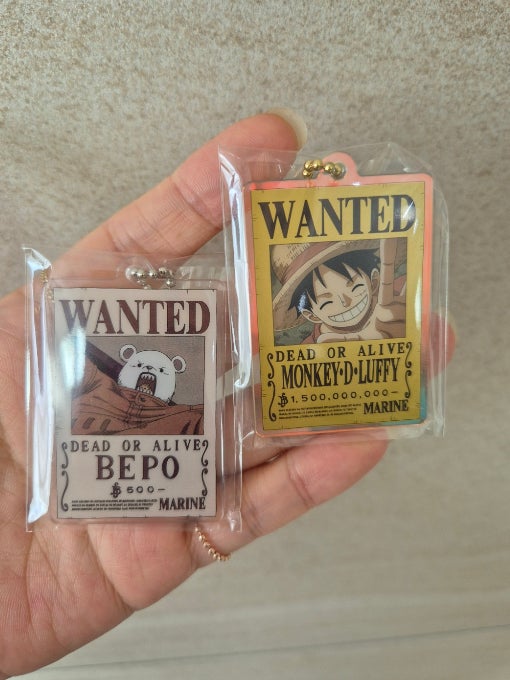 WANTED
DEAD OR ALIVE
BEPO
฿500-
MARINE
WANTED
DEAD OR ALIVE
MONKEY•D•LUFFY
฿1,500,000,000-
MARINE